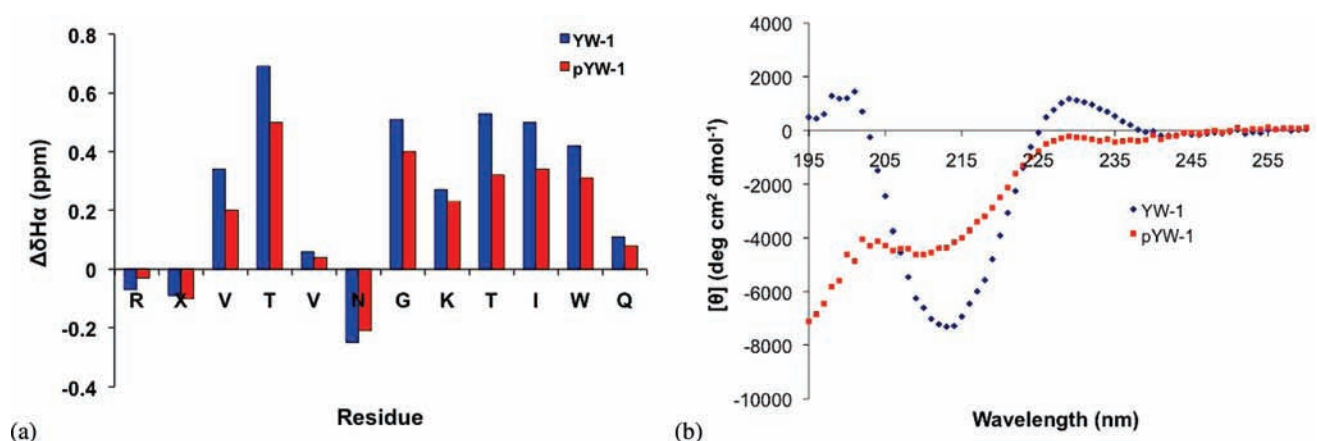 0.8
0.6
0.4
0.2
0
-0.2
-0.4
ΔδHα (ppm)
YW-1
pYW-1
R X V T V N G K T I W Q
Residue
(a)
4000
2000
0
-2000
-4000
-6000
-8000
-10000
[θ] (deg cm2 dmol-1)
195 205 215 225 235 245 255
YW-1
pYW-1
Wavelength (nm)
(b)